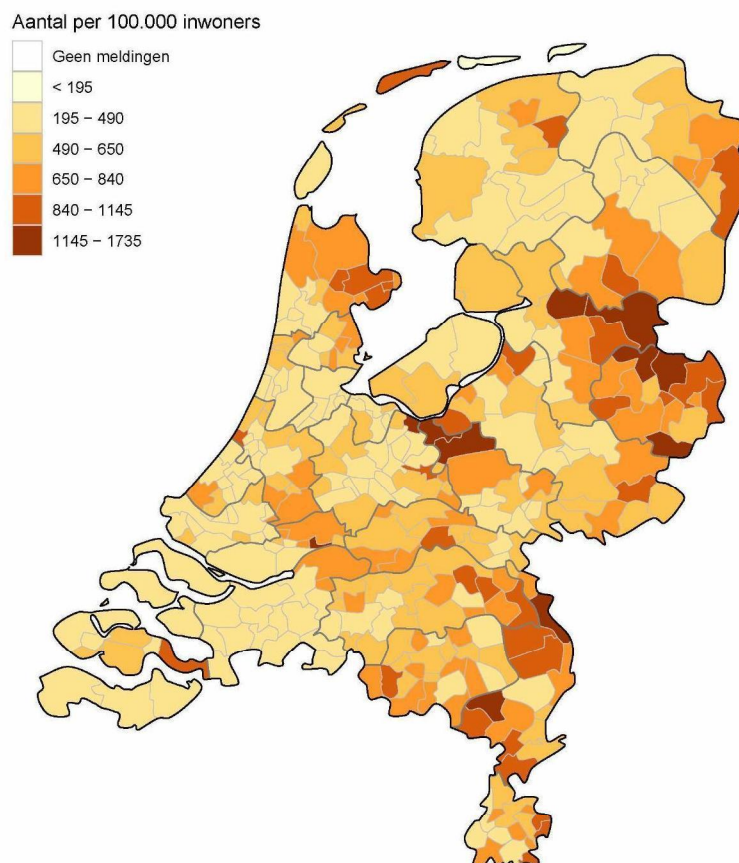 Aantal per 100.000 inwoners
Geen meldingen
< 195
195 − 490
490 − 650
650 − 840
840 − 1145
1145 − 1735